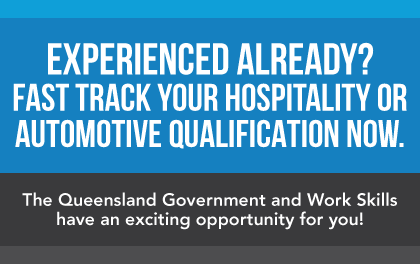 EXPERIENCED ALREADY?
FAST TRACK YOUR HOSPITALITY OR
AUTOMOTIVE QUALIFICATION NOW.
The Queensland Government and Work Skills
have an exciting opportunity for you!